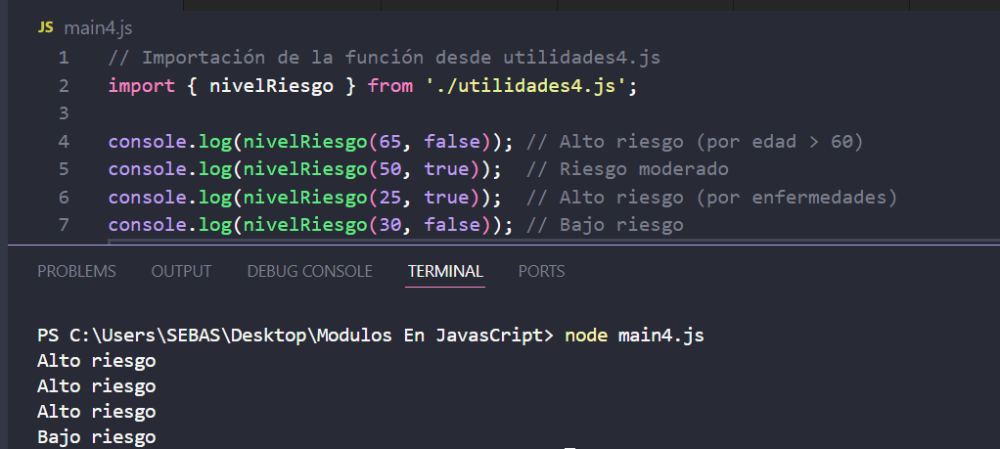 JS main4.js
1 // Importación de la función desde utilidades4.js
2 import { nivelRiesgo } from './utilidades4.js';
3
4 console.log(nivelRiesgo(65, false)); // Alto riesgo (por edad > 60)
5 console.log(nivelRiesgo(50, true));  // Riesgo moderado
6 console.log(nivelRiesgo(25, true));  // Alto riesgo (por enfermedades)
7 console.log(nivelRiesgo(30, false)); // Bajo riesgo
PROBLEMS OUTPUT DEBUG CONSOLE TERMINAL PORTS
PS C:\Users\SEBAS\Desktop\Modulos En JavasCript> node main4.js
Alto riesgo
Alto riesgo
Alto riesgo
Bajo riesgo